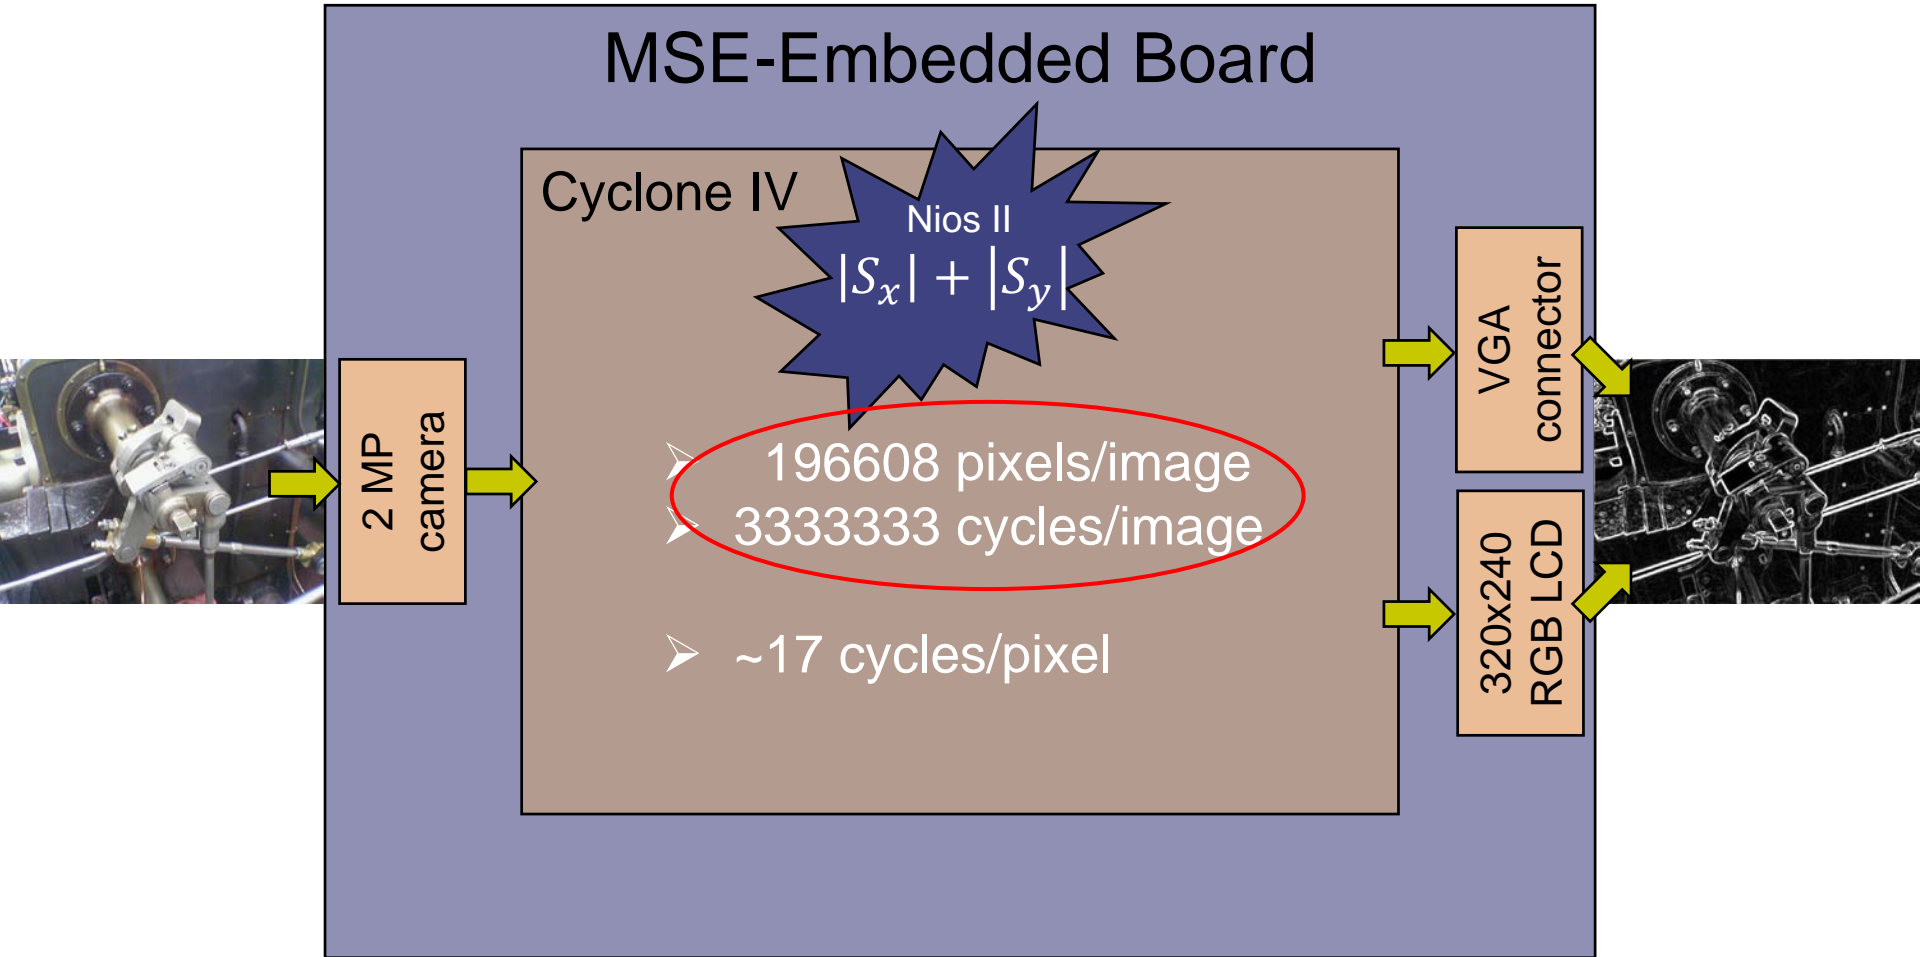 MSE-Embedded Board
Cyclone IV
Nios II
|Sₓ| + |Sᵧ|
2 MP
camera
➢ 196608 pixels/image
➢ 3333333 cycles/image
➢ ~17 cycles/pixel
VGA
connector
320x240
RGB LCD